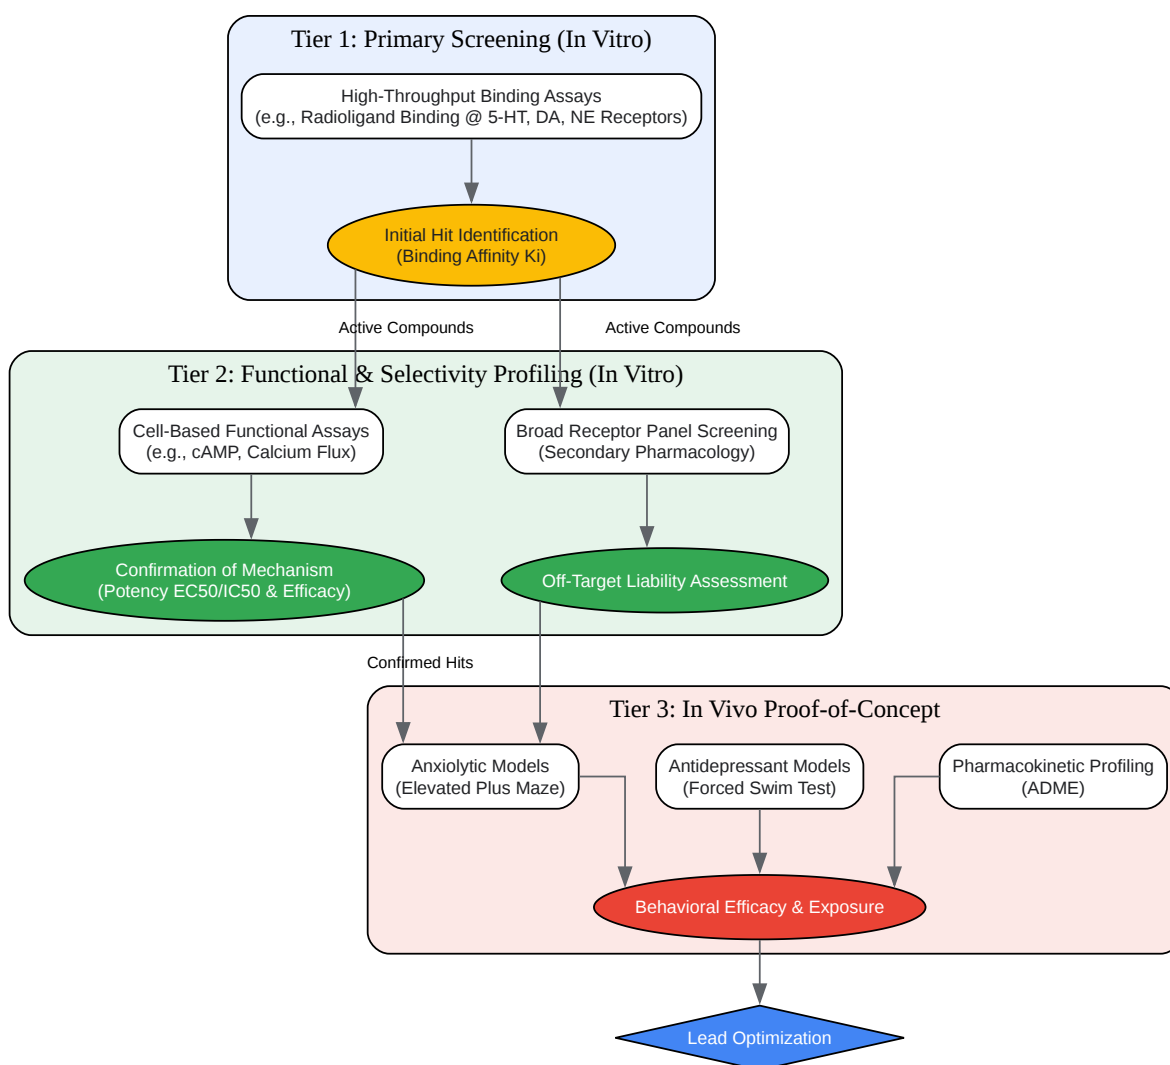 Tier 1: Primary Screening (In Vitro)
High-Throughput Binding Assays
(e.g., Radioligand Binding @ 5-HT, DA, NE Receptors)
Initial Hit Identification
(Binding Affinity Ki)
Active Compounds
Active Compounds
Tier 2: Functional & Selectivity Profiling (In Vitro)
Cell-Based Functional Assays
(e.g., cAMP, Calcium Flux)
Broad Receptor Panel Screening
(Secondary Pharmacology)
Confirmation of Mechanism
(Potency EC50/IC50 & Efficacy)
Off-Target Liability Assessment
Confirmed Hits
Tier 3: In Vivo Proof-of-Concept
Anxiolytic Models
(Elevated Plus Maze)
Antidepressant Models
(Forced Swim Test)
Pharmacokinetic Profiling
(ADME)
Behavioral Efficacy & Exposure
Lead Optimization